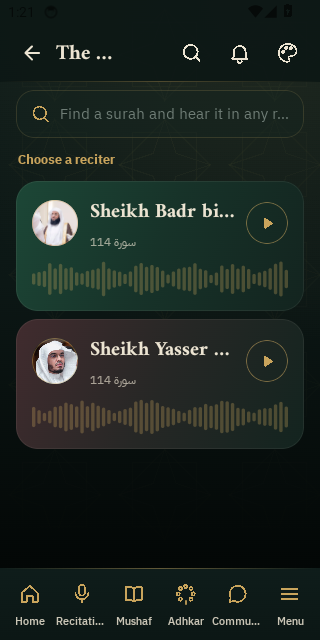 1:21
The ...
Find a surah and hear it in any r...
Choose a reciter
Sheikh Badr bi...
114 سورة
Sheikh Yasser ...
114 سورة
Home Recitati... Mushaf Adhkar Commu... Menu